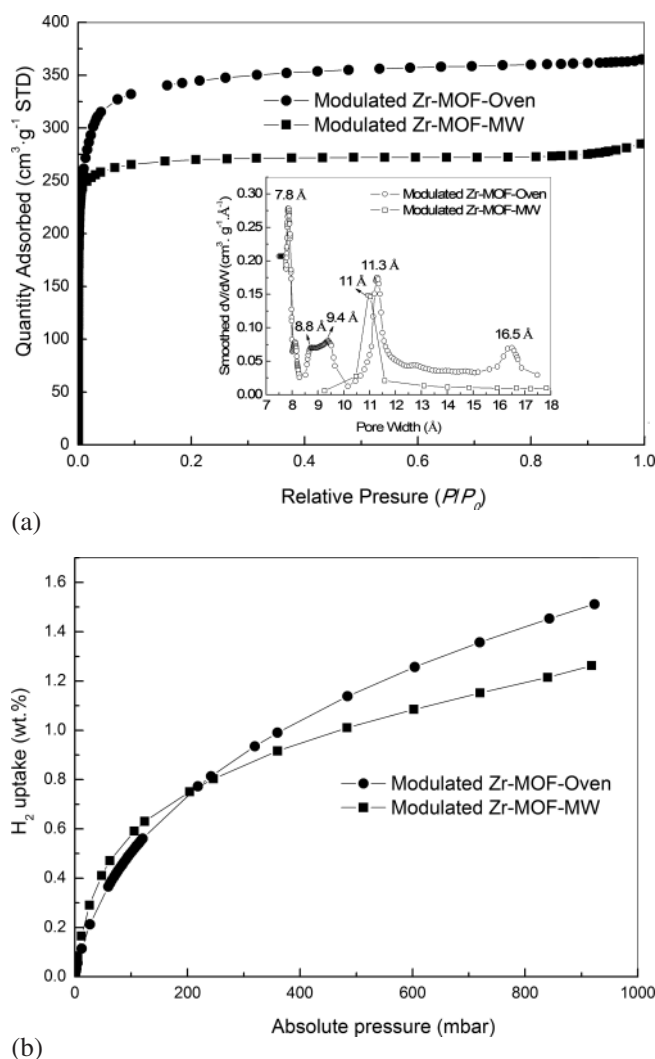 400
350
300
250
200
150
100
50
0
Quantity Adsorbed (cm³·g⁻¹ STD)
Modulated Zr-MOF-Oven
Modulated Zr-MOF-MW
0.30
0.25
0.20
0.15
0.10
0.05
0.00
Smoothed dV/dW (cm³. g⁻¹.Å⁻¹)
7.8 Å
Modulated Zr-MOF-Oven
Modulated Zr-MOF-MW
11.3 Å
11 Å
8.8 Å
9.4 Å
16.5 Å
7 8 9 10 11 12 13 14 15 16 17 18
Pore Width (Å)
0.0 0.2 0.4 0.6 0.8 1.0
Relative Presure (P/P₀)
(a)
1.6
1.4
1.2
1.0
0.8
0.6
0.4
0.2
0.0
H₂ uptake (wt.%)
Modulated Zr-MOF-Oven
Modulated Zr-MOF-MW
0 200 400 600 800 1000
Absolute pressure (mbar)
(b)